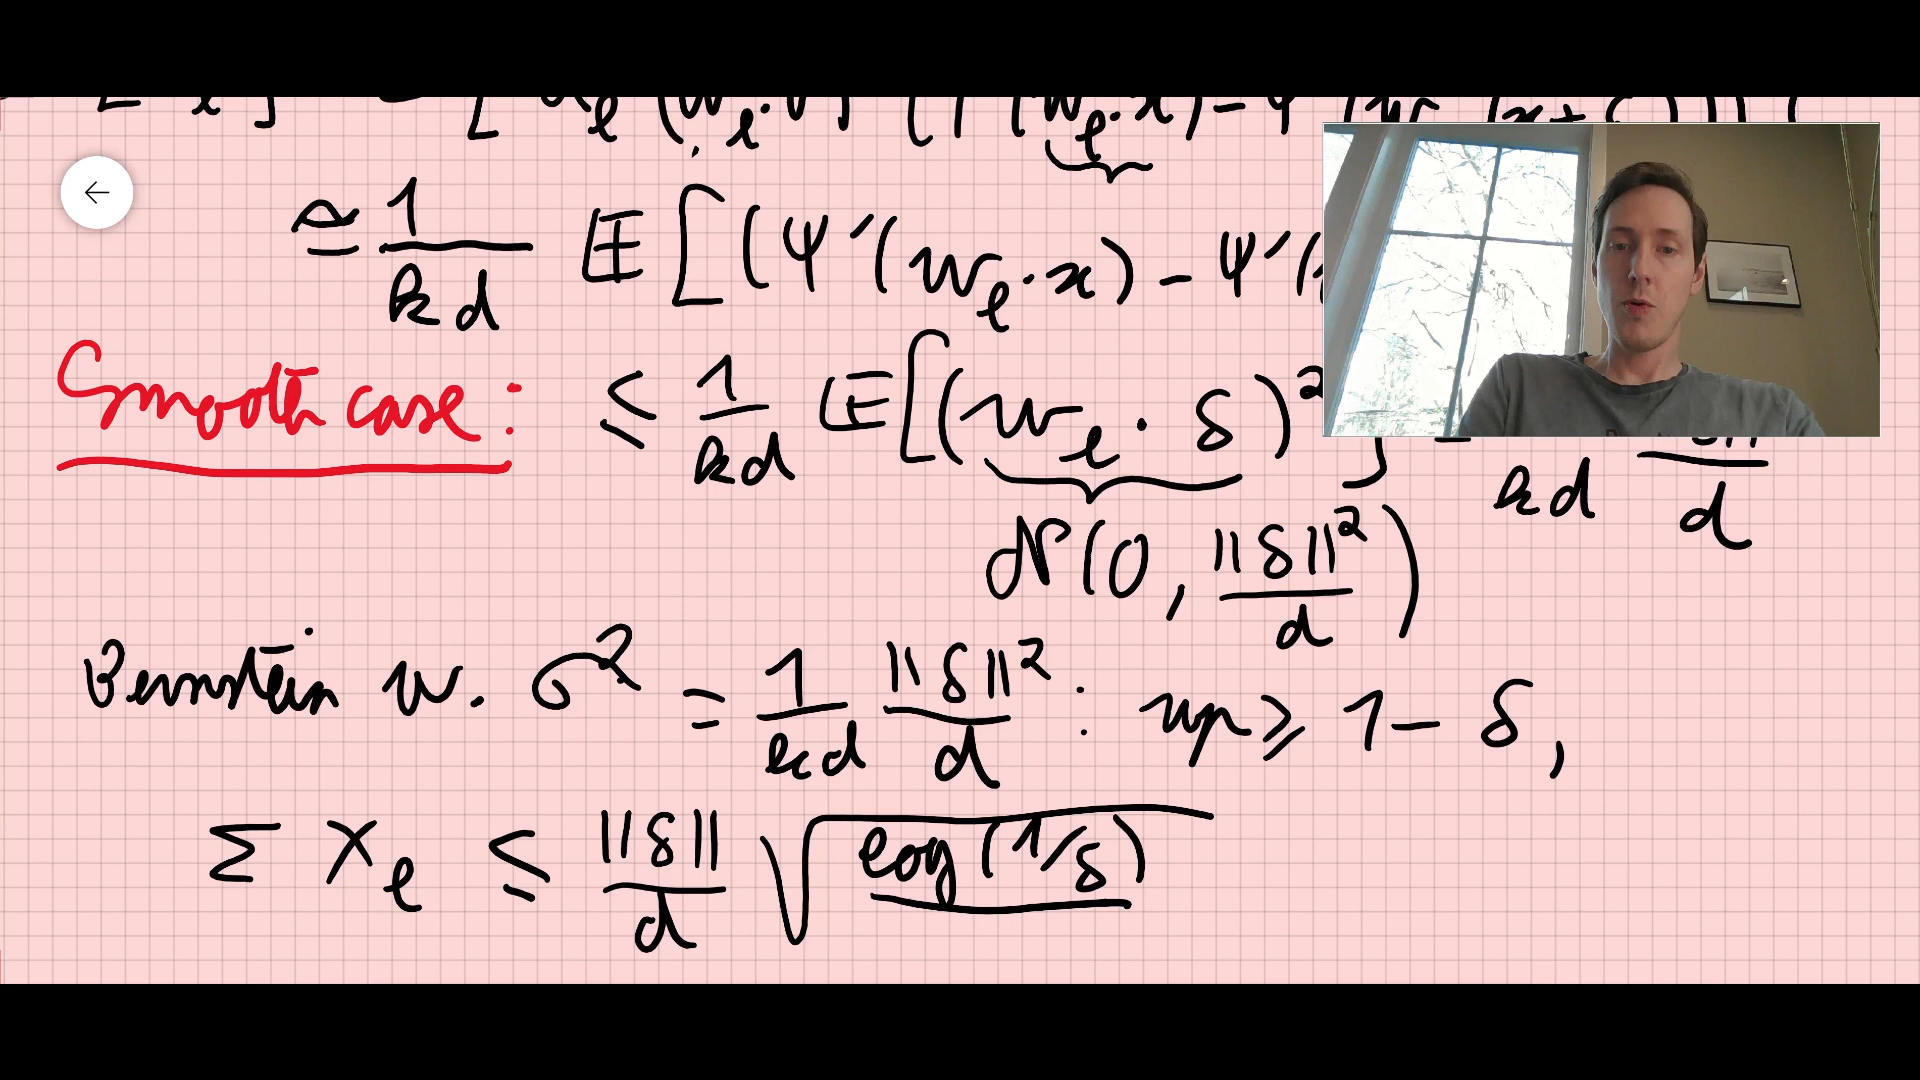 ≃ 1/(kd) 𝔼[(ψ'(w_ℓ·x) − ψ'(
Smooth case: ≤ 1/(kd) 𝔼[(w_ℓ · δ)²] = kd d
𝒩(0, ‖δ‖²/d)
Bernstein w. σ² = 1/(kd) ‖δ‖²/d : wp ≥ 1 − δ,
Σ X_ℓ ≤ ‖δ‖/d √log(1/δ)